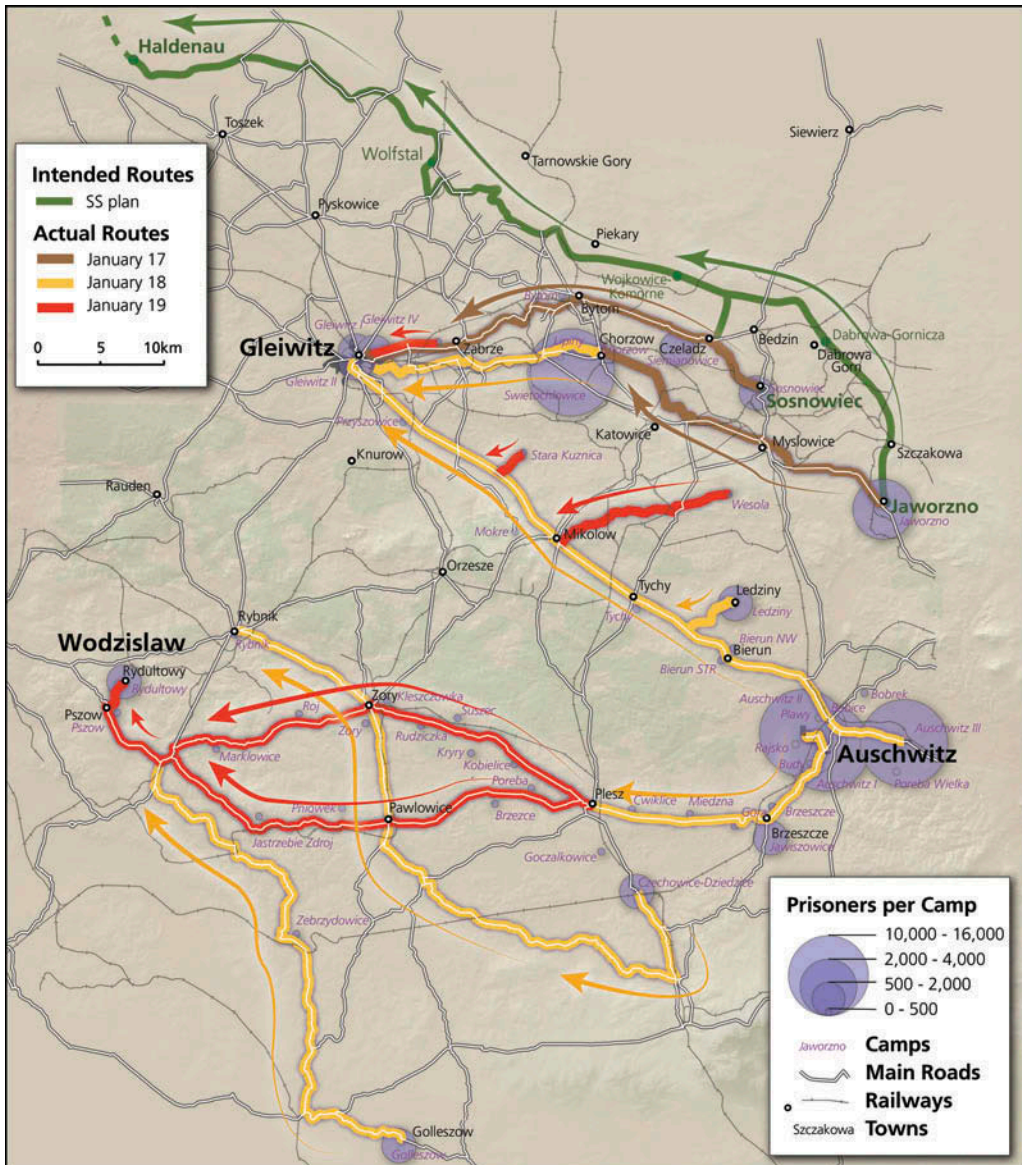 Haldenau
Toszek
Siewierz
Tarnowskie Gory
Wolfstal
Intended Routes
SS plan
Actual Routes
January 17
January 18
January 19
0 5 10km
Pyskowice
Piekary
Wojkowice-
Komorne
Bytom
Bytom
Gleiwitz I
Gleiwitz IV
Gleiwitz
Zabrze
Chorzow
Czeladz
Bedzin
Dabrowa-Gornicza
Dabrowa
Gorn
Siemianowice
Gleiwitz II
Swietochlowice
Sosnowiec
Sosnowiec
Przyszowice
Katowice
Myslowice
Szczakowa
Knurow
Stara Kuznica
Rauden
Wesola
Jaworzno
Jaworzno
Mokre
Mikolow
Orzesze
Tychy
Tychy
Ledziny
Ledziny
Rybnik
Rybnik
Bierun NW
Bierun
Bierun STR
Wodzislaw
Rydultowy
Rydultowy
Pszow
Pszow
Zory
Kleszczowka
Roj
Zory
Rudziczka
Suszec
Marklowice
Kryry
Kobielice
Auschwitz II
Plawy
Bobrek
Auschwitz III
Rajsko
Auschwitz
Budy
Auschwitz I
Poreba Wielka
Poreba
Plesz
Pniowek
Pawlowice
Brzezce
Cwiklice
Miedzna
Brzeszcze
Brzeszcze
Jawiszowice
Jastrzebie Zdroj
Goczalkowice
Czechowice-Dziedzice
Zebrzydowice
Golleszow
Golleszow
Prisoners per Camp
10,000 - 16,000
2,000 - 4,000
500 - 2,000
0 - 500
Jaworzno Camps
Main Roads
Railways
Szczakowa Towns